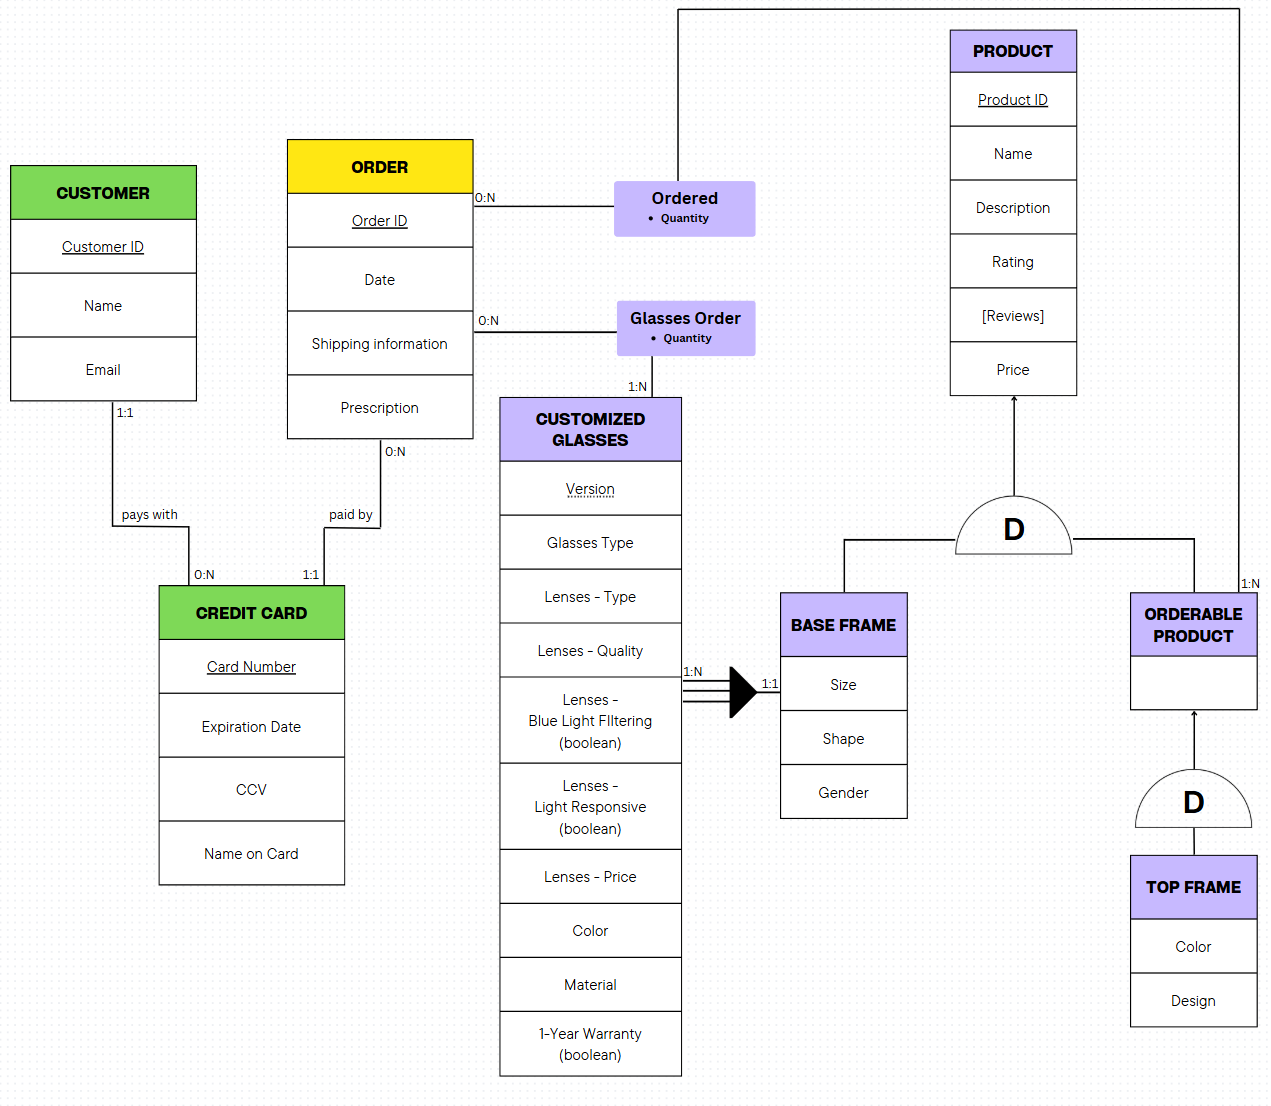 PRODUCT
Product ID
Name
Description
Rating
[Reviews]
Price
CUSTOMER
Customer ID
Name
Email
1:1
pays with
0:N
ORDER
Order ID
Date
Shipping information
Prescription
0:N
paid by
1:1
CREDIT CARD
Card Number
Expiration Date
CCV
Name on Card
0:N
Ordered
• Quantity
0:N
Glasses Order
• Quantity
1:N
CUSTOMIZED
GLASSES
Version
Glasses Type
Lenses - Type
Lenses - Quality
Lenses -
Blue Light FIltering
(boolean)
Lenses -
Light Responsive
(boolean)
Lenses - Price
Color
Material
1-Year Warranty
(boolean)
1:N
1:1
D
BASE FRAME
Size
Shape
Gender
1:N
ORDERABLE
PRODUCT
D
TOP FRAME
Color
Design